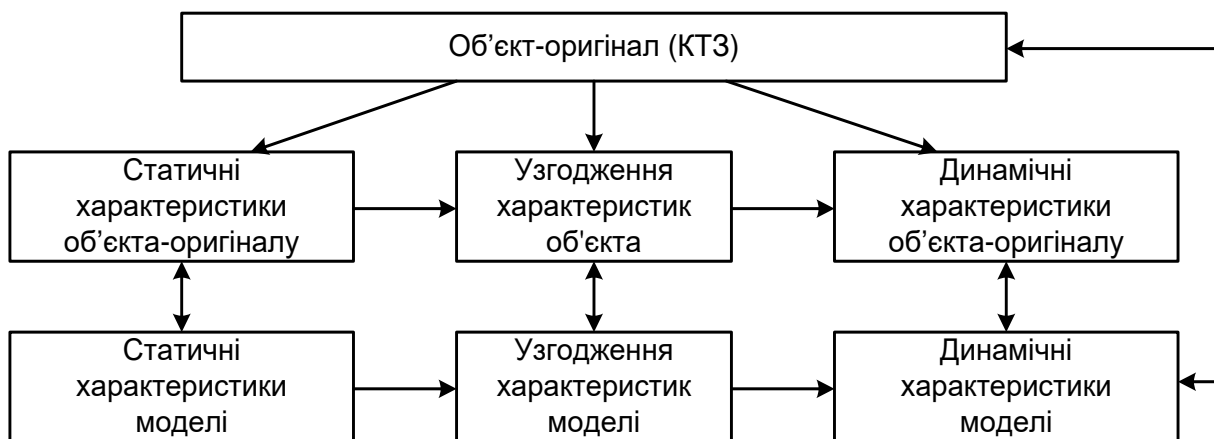 Об’єкт-оригінал (КТЗ)
Статичні
характеристики
об’єкта-оригіналу
Узгодження
характеристик
об'єкта
Динамічні
характеристики
об’єкта-оригіналу
Статичні
характеристики
моделі
Узгодження
характеристик
моделі
Динамічні
характеристики
моделі